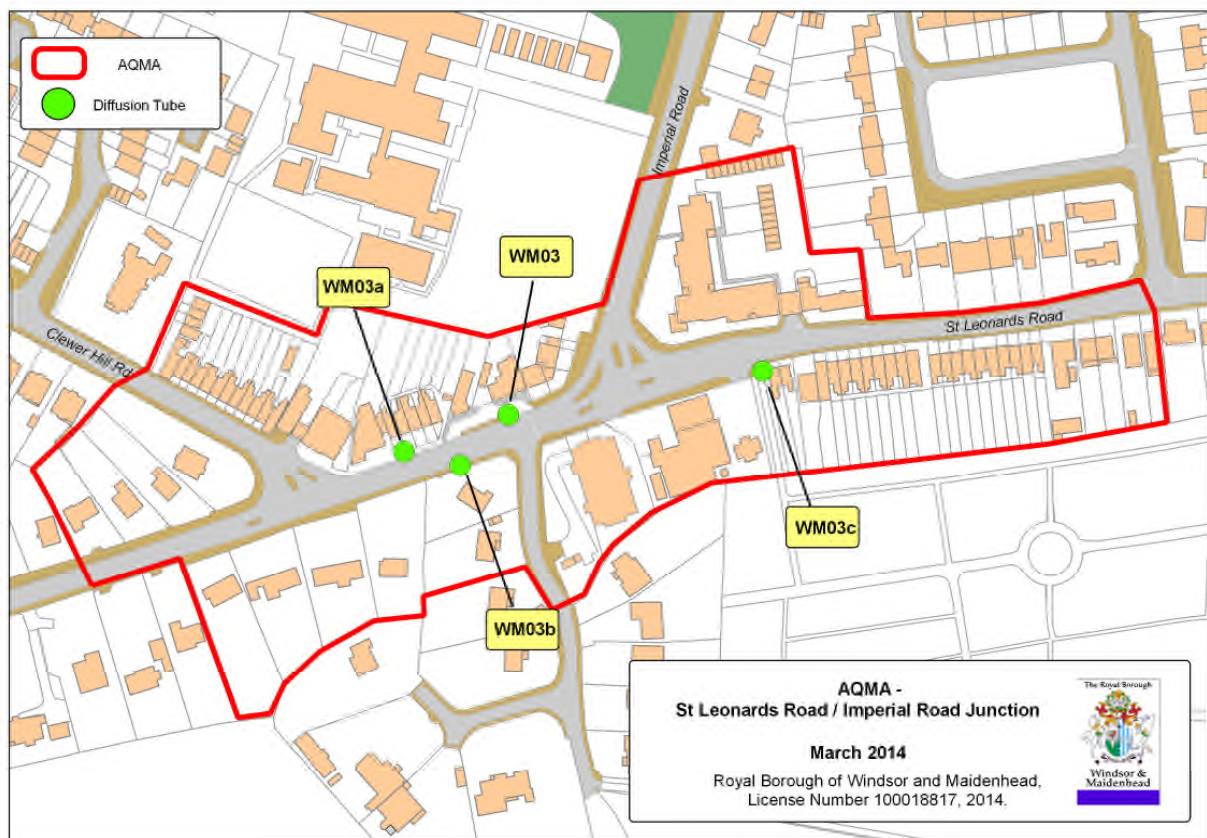 AQMA
Diffusion Tube
Imperial Road
WM03
WM03a
St Leonards Road
Clewer Hill Rd
WM03c
WM03b
AQMA -
St Leonards Road / Imperial Road Junction
March 2014
Royal Borough of Windsor and Maidenhead,
License Number 100018817, 2014.
The Royal Borough
Windsor &
Maidenhead